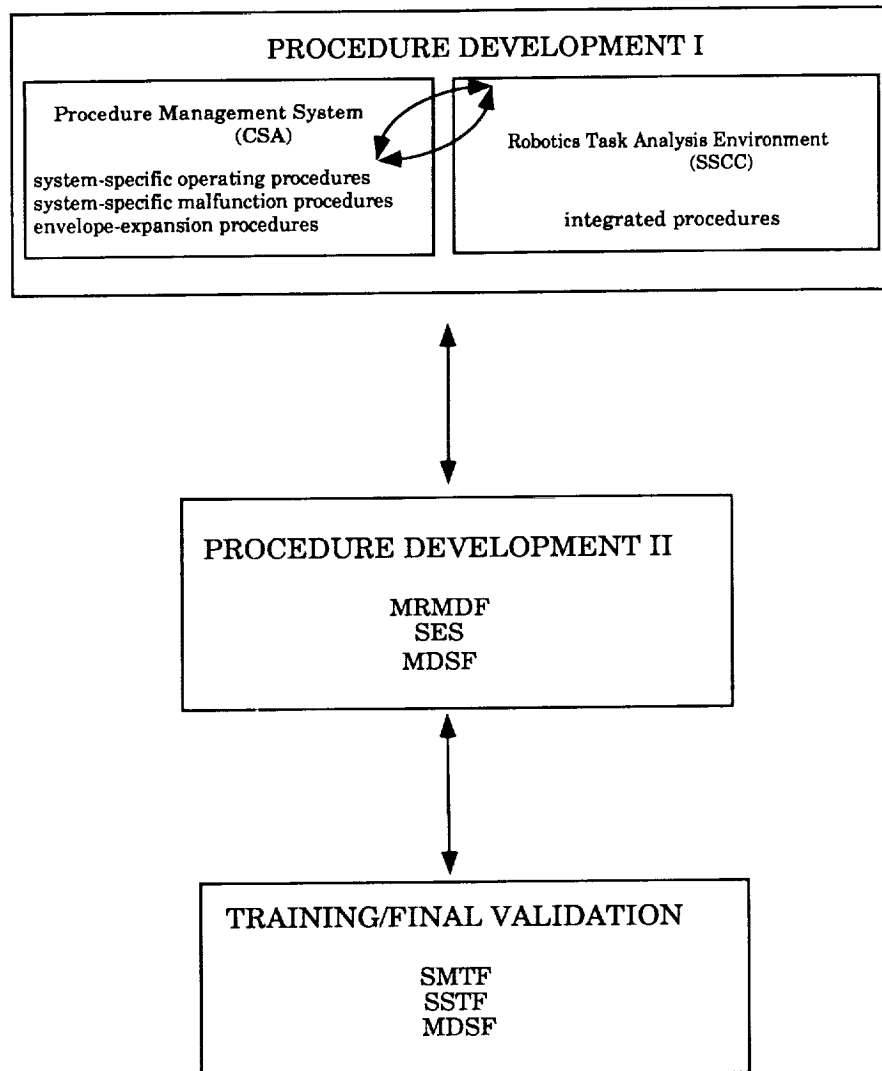 PROCEDURE DEVELOPMENT I
Procedure Management System
(CSA)
system-specific operating procedures
system-specific malfunction procedures
envelope-expansion procedures
Robotics Task Analysis Environment
(SSCC)
integrated procedures
PROCEDURE DEVELOPMENT II
MRMDF
SES
MDSF
TRAINING/FINAL VALIDATION
SMTF
SSTF
MDSF